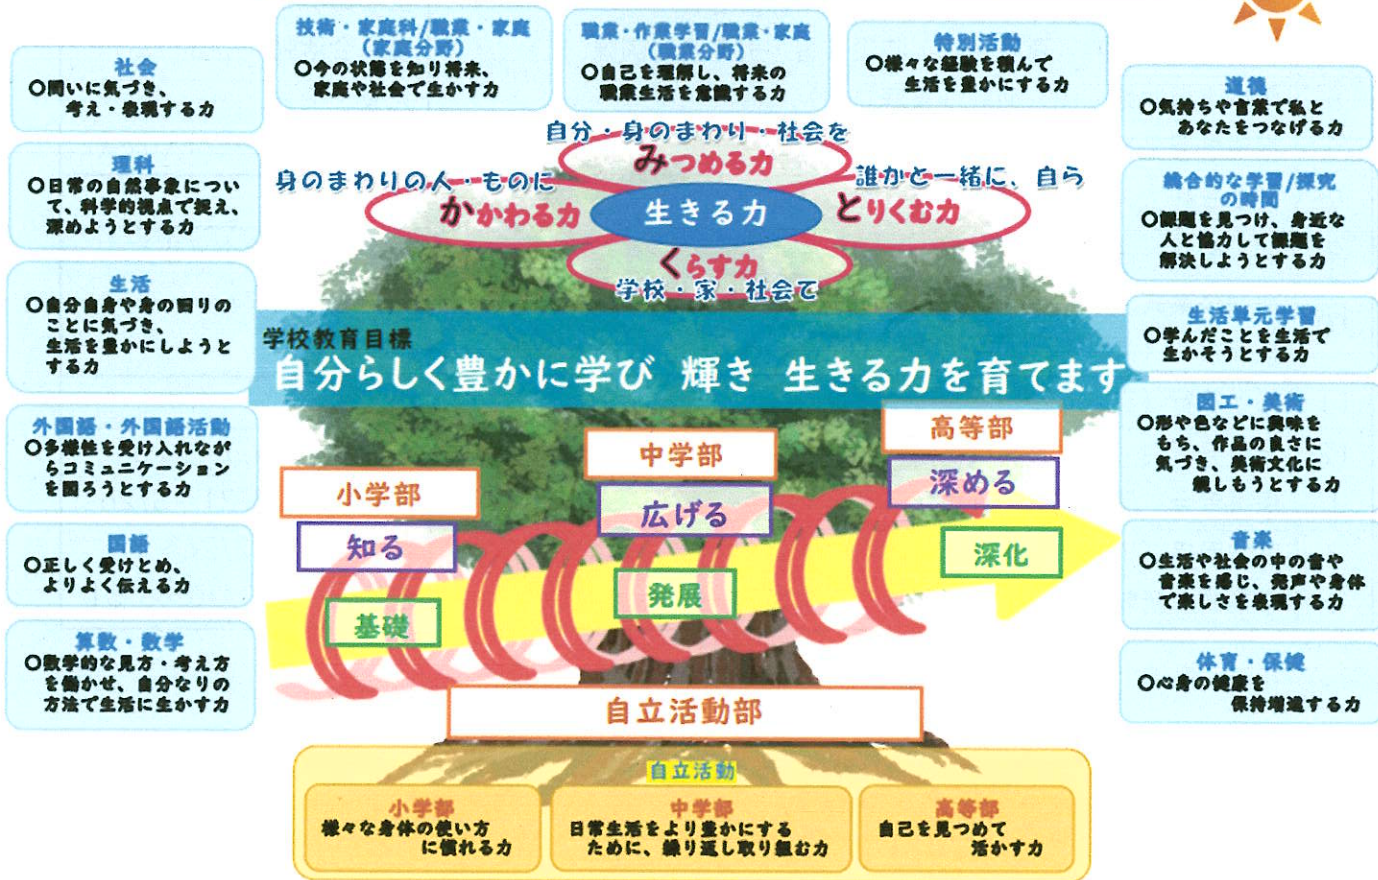 技術・家庭科/職業・家庭
(家庭分野)
○今の状態を知り将来、
家庭や社会で生かす力
職業・作業学習/職業・家庭
(職業分野)
○自己を理解し、将来の
職業生活を意識する力
特別活動
○様々な経験を積んで
生活を豊かにする力
社会
○問いに気づき、
考え・表現する力
理科
○日常の自然事象につい
て、科学的視点で捉え、
深めようとする力
生活
○自分自身や身の回りの
ことに気づき、
生活を豊かにしようと
する力
外国語・外国語活動
○多様性を受け入れなが
らコミュニケーション
を図ろうとする力
国語
○正しく受けとめ、
よりよく伝える力
算数・数学
○数学的な見方・考え方
を働かせ、自分なりの
方法で生活に生かす力
自分・身のまわり・社会を
みつめる力
身のまわりの人・ものに
かかわる力
生きる力
誰かと一緒に、自ら
とりくむ力
くらす力
学校・家・社会で
学校教育目標
自分らしく豊かに学び 輝き 生きる力を育てます
小学部
知る
基礎
中学部
広げる
発展
高等部
深める
深化
自立活動部
自立活動
小学部
様々な身体の使い方
に慣れる力
中学部
日常生活をより豊かにする
ために、繰り返し取り組む力
高等部
自己を見つめて
活かす力
道徳
○気持ちや言葉で私と
あなたをつなげる力
総合的な学習/探究
の時間
○課題を見つけ、身近な
人と協力して課題を
解決しようとする力
生活単元学習
○学んだことを生活で
生かそうとする力
図工・美術
○形や色などに興味を
もち、作品の良さに
気づき、美術文化に
親しもうとする力
音楽
○生活や社会の中の音や
音楽を感じ、発声や身体
で楽しさを表現する力
体育・保健
○心身の健康を
保持増進する力